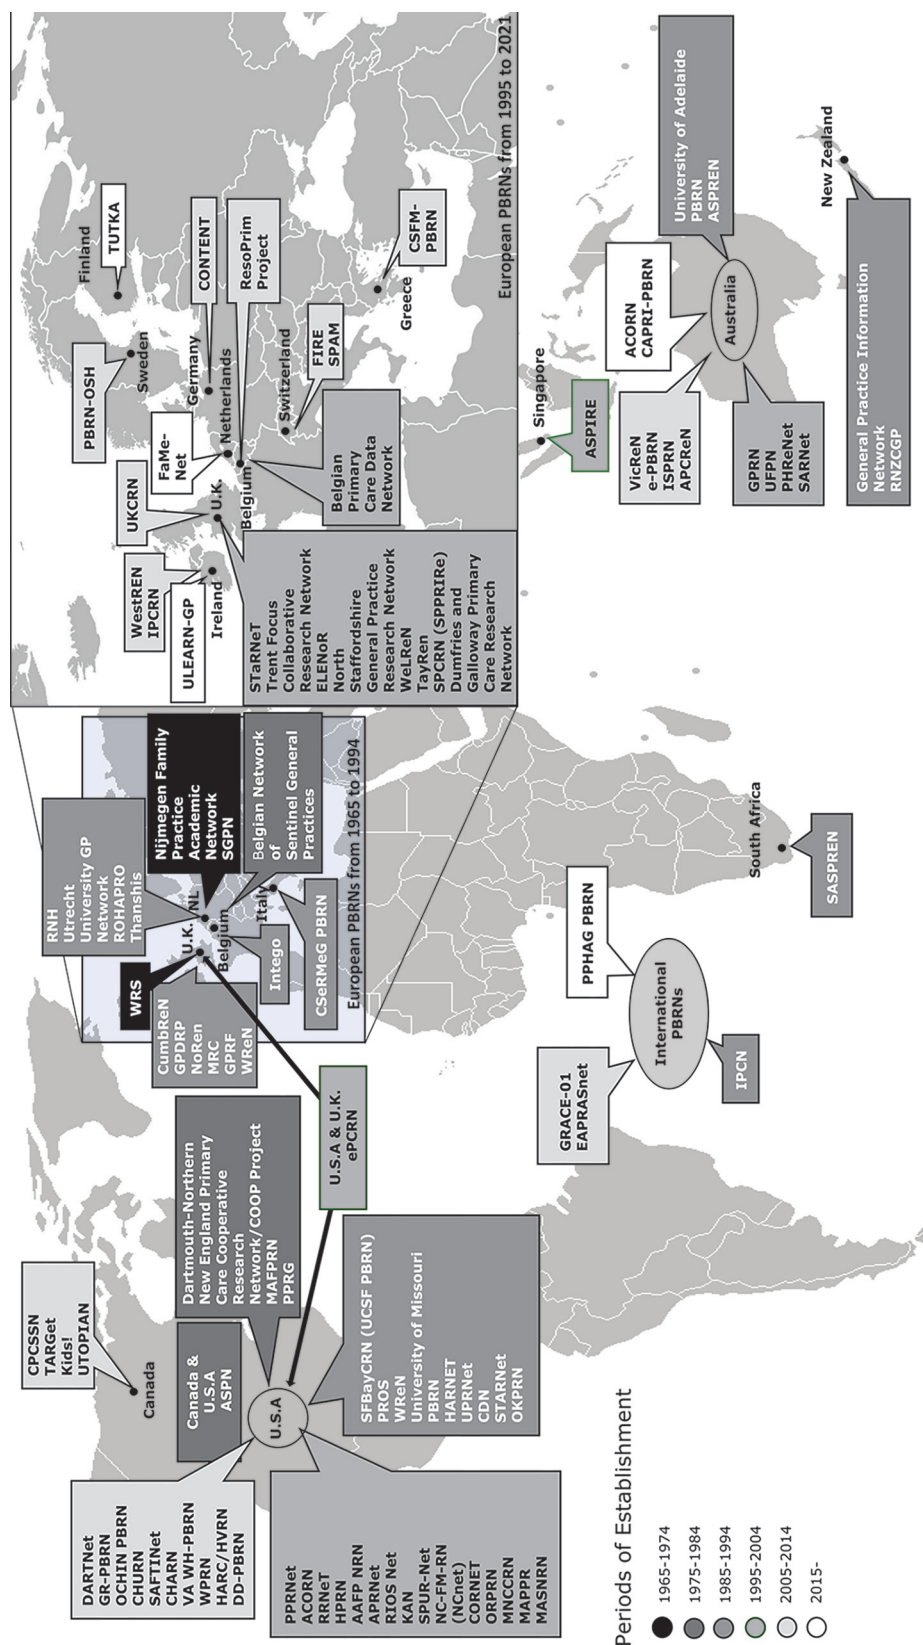 DARTNet
GR-PBRN
OCHIN PBRN
CHURN
SAFTINet
CHARN
VA WH-PBRN
WPRN
HARC/HVRN
DD-PBRN
CPCSSN
TARGet
Kids!
UTOPIAN
Canada
Canada &
U.S.A
ASPN
Dartmouth-Northern
New England Primary
Care Cooperative
Research
Network/COOP Project
MAFPRN
PPRG
U.S.A
PPRNet
ACORN
RRNeT
HPRN
AAFP NRN
APRNet
RIOS Net
KAN
SPUR-Net
NC-FM-RN
(NCnet)
CORNET
ORPRN
MNCCRN
MAPPR
MASNRN
SFBayCRN (UCSF PBRN)
PROS
WReN
University of Missouri
PBRN
HARNET
UPRNet
CDN
STARNet
OKPRN
U.S.A & U.K.
ePCRN
WRS
CumbReN
GPDRP
NoRen
MRC
GPRF
WReN
RNH
Utrecht
University GP
Network
ROHAPRO
Thanshis
Nijmegen Family
Practice
Academic
Network
SGPN
U.K.
NL
Belgium
Italy
Belgian Network
of
Sentinel General
Practices
Intego
CSeRMeG PBRN
European PBRNs from 1965 to 1994
WestREN
IPCRN
ULEARN-GP
Ireland
UKCRN
U.K.
FaMe-
Net
PBRN-OSH
Sweden
Finland
TUTKA
Germany
CONTENT
Netherlands
Belgium
ResoPrim
Project
Switzerland
FIRE
SPAM
Greece
CSFM-
PBRN
Belgian
Primary
Care Data
Network
STaRNeT
Trent Focus
Collaborative
Research Network
ELENoR
North
Staffordshire
General Practice
Research Network
WeLReN
TayRen
SPCRN (SPPRIRe)
Dumfries and
Galloway Primary
Care Research
Network
European PBRNs from 1995 to 2021
GRACE-01
EAPRASnet
PPHAG PBRN
International
PBRNs
IPCN
South Africa
SASPREN
Singapore
ASPIRE
VicReN
e-PBRN
ISPRN
APCReN
ACORN
CAPRI-PBRN
University of Adelaide
PBRN
ASPREN
Australia
GPRN
UFPN
PHReNet
SARNet
New Zealand
General Practice Information
Network
RNZCGP
Periods of Establishment
1965-1974
1975-1984
1985-1994
1995-2004
2005-2014
2015-